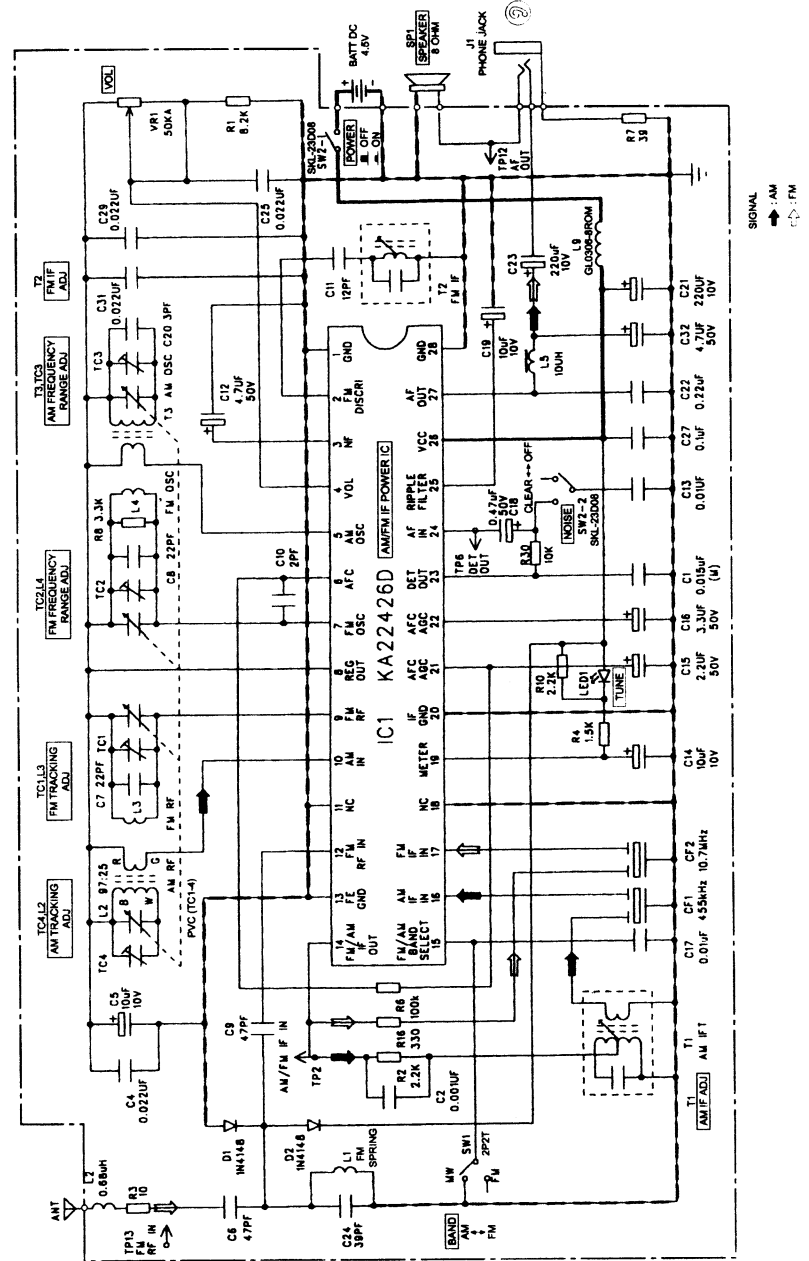 BATT DC
4.5V
SP1
SPEAKER
8 OHM
J1
PHONE JACK
VOL
VR1
50KA
R1
8.2K
SKL-23D08
SW2-1
POWER
OFF
ON
TP12
AF
OUT
R7
39
SIGNAL
: AM
: FM
T2
FM IF
ADJ
C29
0.022UF
C25
0.022UF
C31
0.022UF
C11
12PF
T2
FM IF
C19
10uF
10V
C23
220uF
10V
L9
GL0306-8ROM
L5
10UH
C21
220UF
10V
C32
4.7UF
50V
C22
0.22uF
C27
0.1uF
C13
0.01UF
C1
0.015uF
(M)
C16
3.3UF
50V
C15
2.2UF
50V
C14
10uF
10V
CF2
10.7MHz
CF1
455kHz
C17
0.01uF
T3,TC3
AM FREQUENCY
RANGE ADJ
TC3
C20 3PF
T3 AM OSC
C12
4.7UF
50V
TC2,L4
FM FREQUENCY
RANGE ADJ
R8 3.3K
L4
FM OSC
22PF
C8
TC2
C10
2PF
TC1,L3
FM TRACKING
ADJ
TC1
C7 22PF
L3
FM RF
TC4,L2
AM TRACKING
ADJ
L2 97:25
R
G
B
W
AM RF
TC4
PVC (TC1-4)
C5
10uF
10V
C4
0.022UF
IC1 KA22426D
AM/FM IF POWER IC
1
GND
2
FM
DISCRI
3
NF
4
VOL
5
AM
OSC
6
AFC
7
FM
OSC
8
REG
OUT
9
FM
RF
10
AM
IN
11
NC
12
FM
RF IN
13
FE
GND
14
FM/AM
IF
OUT
FM/AM
BAND
SELECT
15
AM
IF
IN
16
FM
IF
IN
17
NC
18
METER
19
IF
GND
20
AFC
AGC
21
AFC
AGC
22
DET
OUT
23
AF
IN
24
RIPPLE
FILTER
25
VCC
26
AF
OUT
27
GND
28
0.47uF
50V
C18
CLEAR ↔ OFF
NOISE
SW2-2
SKL-23D08
TP6
DET
OUT
R30
10K
R10
2.2K
LED1
TUNE
R4
1.5K
R6
100k
R16
330
R2
2.2K
C2
0.001UF
C9
47PF
AM/FM IF IN
TP2
T1
AM IFT
T1
AM IF ADJ
D1
1N4148
D2
1N4148
L1
FM
SPRING
SW1
2P2T
MW
FM
BAND
AM
↔
FM
ANT
L2
0.68uH
R3
10
TP13
FM
RF IN
C6
47PF
C24
39PF